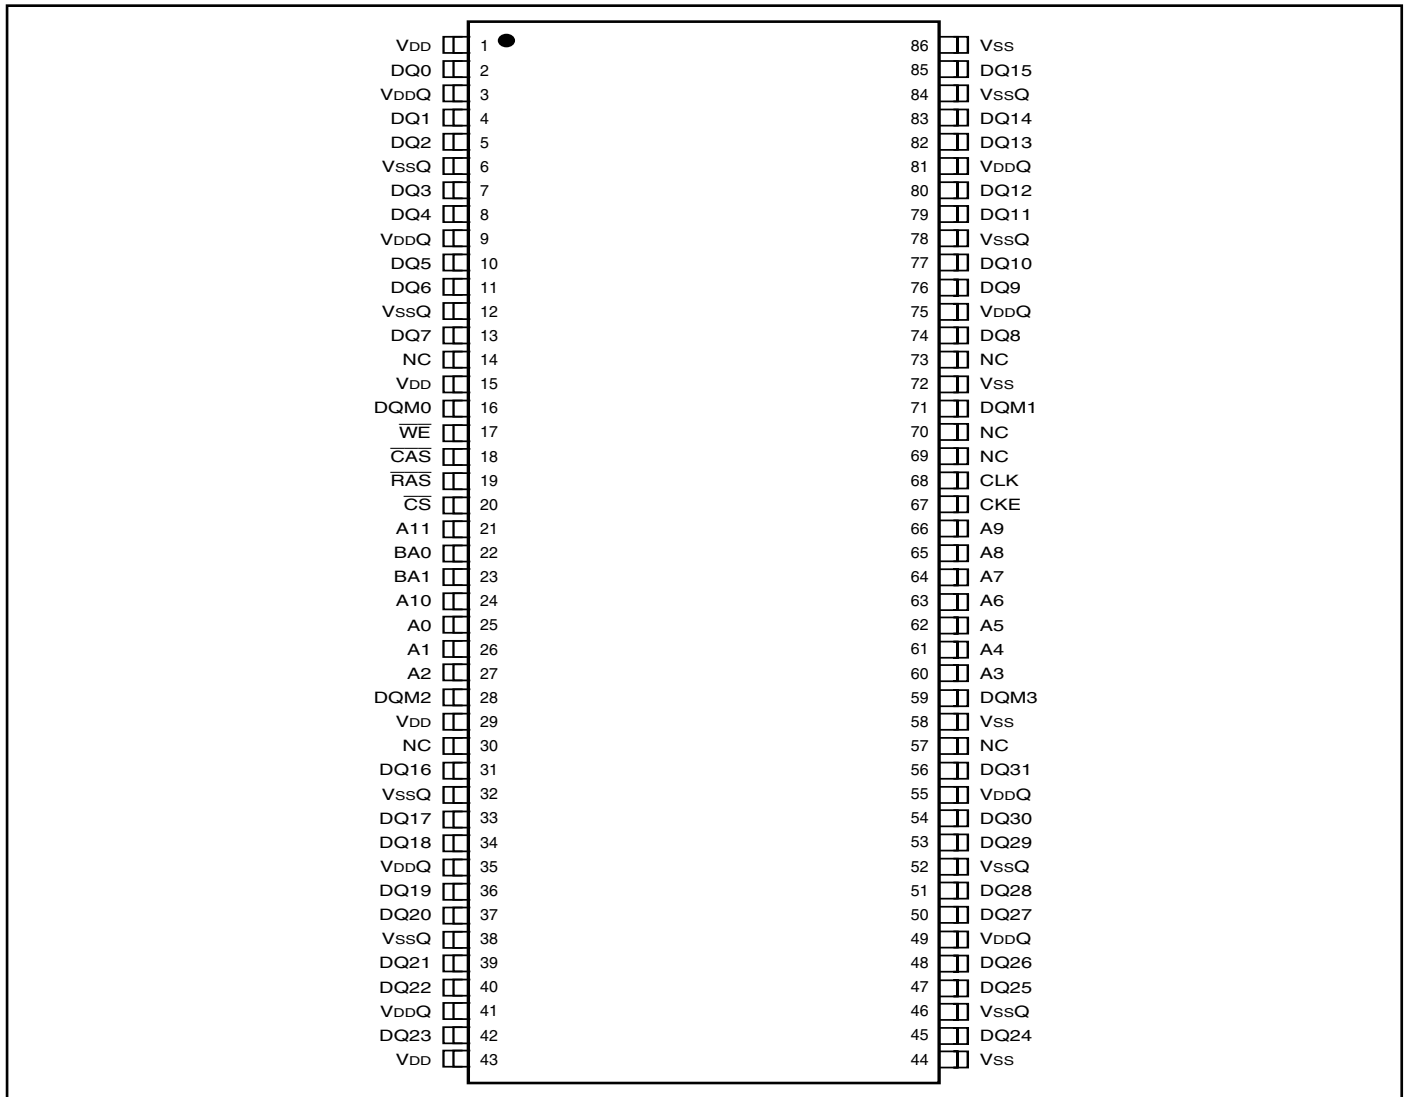 VDD 1 86 VSS
DQ0 2 85 DQ15
VDDQ 3 84 VSSQ
DQ1 4 83 DQ14
DQ2 5 82 DQ13
VSSQ 6 81 VDDQ
DQ3 7 80 DQ12
DQ4 8 79 DQ11
VDDQ 9 78 VSSQ
DQ5 10 77 DQ10
DQ6 11 76 DQ9
VSSQ 12 75 VDDQ
DQ7 13 74 DQ8
NC 14 73 NC
VDD 15 72 VSS
DQM0 16 71 DQM1
W̅E̅ 17 70 NC
C̅A̅S̅ 18 69 NC
R̅A̅S̅ 19 68 CLK
C̅S̅ 20 67 CKE
A11 21 66 A9
BA0 22 65 A8
BA1 23 64 A7
A10 24 63 A6
A0 25 62 A5
A1 26 61 A4
A2 27 60 A3
DQM2 28 59 DQM3
VDD 29 58 VSS
NC 30 57 NC
DQ16 31 56 DQ31
VSSQ 32 55 VDDQ
DQ17 33 54 DQ30
DQ18 34 53 DQ29
VDDQ 35 52 VSSQ
DQ19 36 51 DQ28
DQ20 37 50 DQ27
VSSQ 38 49 VDDQ
DQ21 39 48 DQ26
DQ22 40 47 DQ25
VDDQ 41 46 VSSQ
DQ23 42 45 DQ24
VDD 43 44 VSS